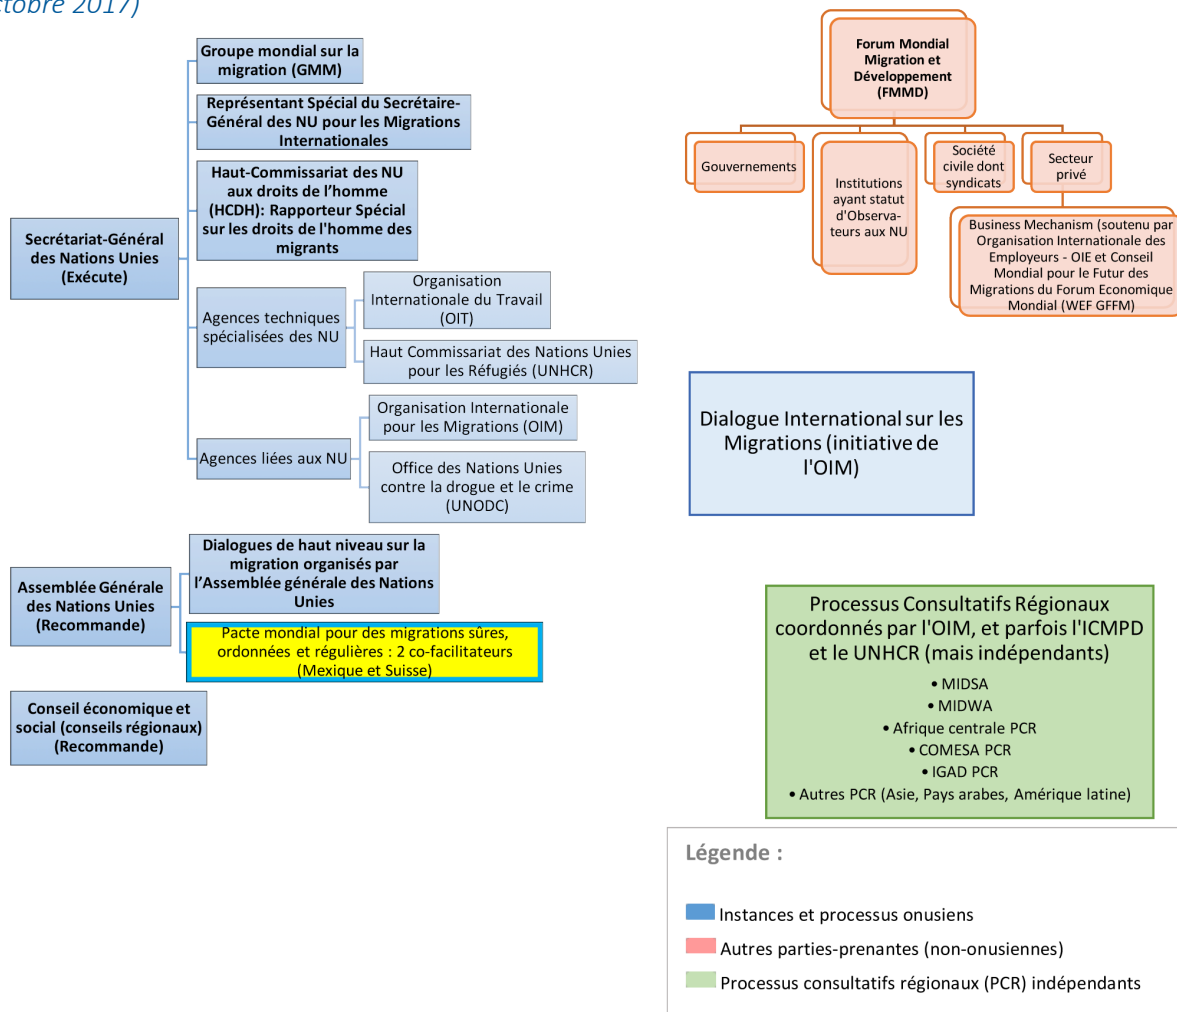 ctobre 2017)
Groupe mondial sur la
migration (GMM)
Représentant Spécial du Secrétaire-
Général des NU pour les Migrations
Internationales
Haut-Commissariat des NU
aux droits de l'homme
(HCDH): Rapporteur Spécial
sur les droits de l'homme des
migrants
Secrétariat-Général
des Nations Unies
(Exécute)
Agences techniques
spécialisées des NU
Organisation
Internationale du Travail
(OIT)
Haut Commissariat des Nations Unies
pour les Réfugiés (UNHCR)
Agences liées aux NU
Organisation Internationale
pour les Migrations (OIM)
Office des Nations Unies
contre la drogue et le crime
(UNODC)
Assemblée Générale
des Nations Unies
(Recommande)
Dialogues de haut niveau sur la
migration organisés par
l'Assemblée générale des Nations
Unies
Pacte mondial pour des migrations sûres,
ordonnées et régulières : 2 co-facilitateurs
(Mexique et Suisse)
Conseil économique et
social (conseils régionaux)
(Recommande)
Forum Mondial
Migration et
Développement
(FMMD)
Gouvernements
Institutions
ayant statut
d'Observa-
teurs aux NU
Société
civile dont
syndicats
Secteur
privé
Business Mechanism (soutenu par
Organisation Internationale des
Employeurs - OIE et Conseil
Mondial pour le Futur des
Migrations du Forum Economique
Mondial (WEF GFFM)
Dialogue International sur les
Migrations (initiative de
l'OIM)
Processus Consultatifs Régionaux
coordonnés par l'OIM, et parfois l'ICMPD
et le UNHCR (mais indépendants)
• MIDSA
• MIDWA
• Afrique centrale PCR
• COMESA PCR
• IGAD PCR
• Autres PCR (Asie, Pays arabes, Amérique latine)
Légende :
Instances et processus onusiens
Autres parties-prenantes (non-onusiennes)
Processus consultatifs régionaux (PCR) indépendants